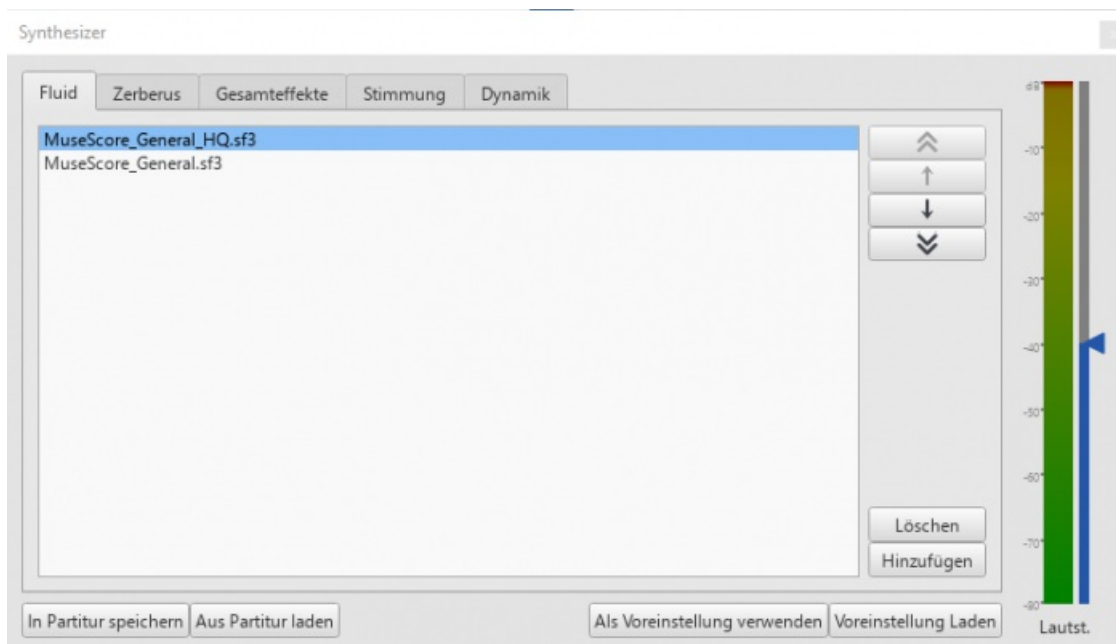 Synthesizer
Fluid Zerberus Gesamteffekte Stimmung Dynamik
MuseScore_General_HQ.sf3
MuseScore_General.sf3
Löschen
Hinzufügen
In Partitur speichern Aus Partitur laden Als Voreinstellung verwenden Voreinstellung Laden
dB
-10
-20
-30
-40
-50
-60
-70
-80
Lautst.